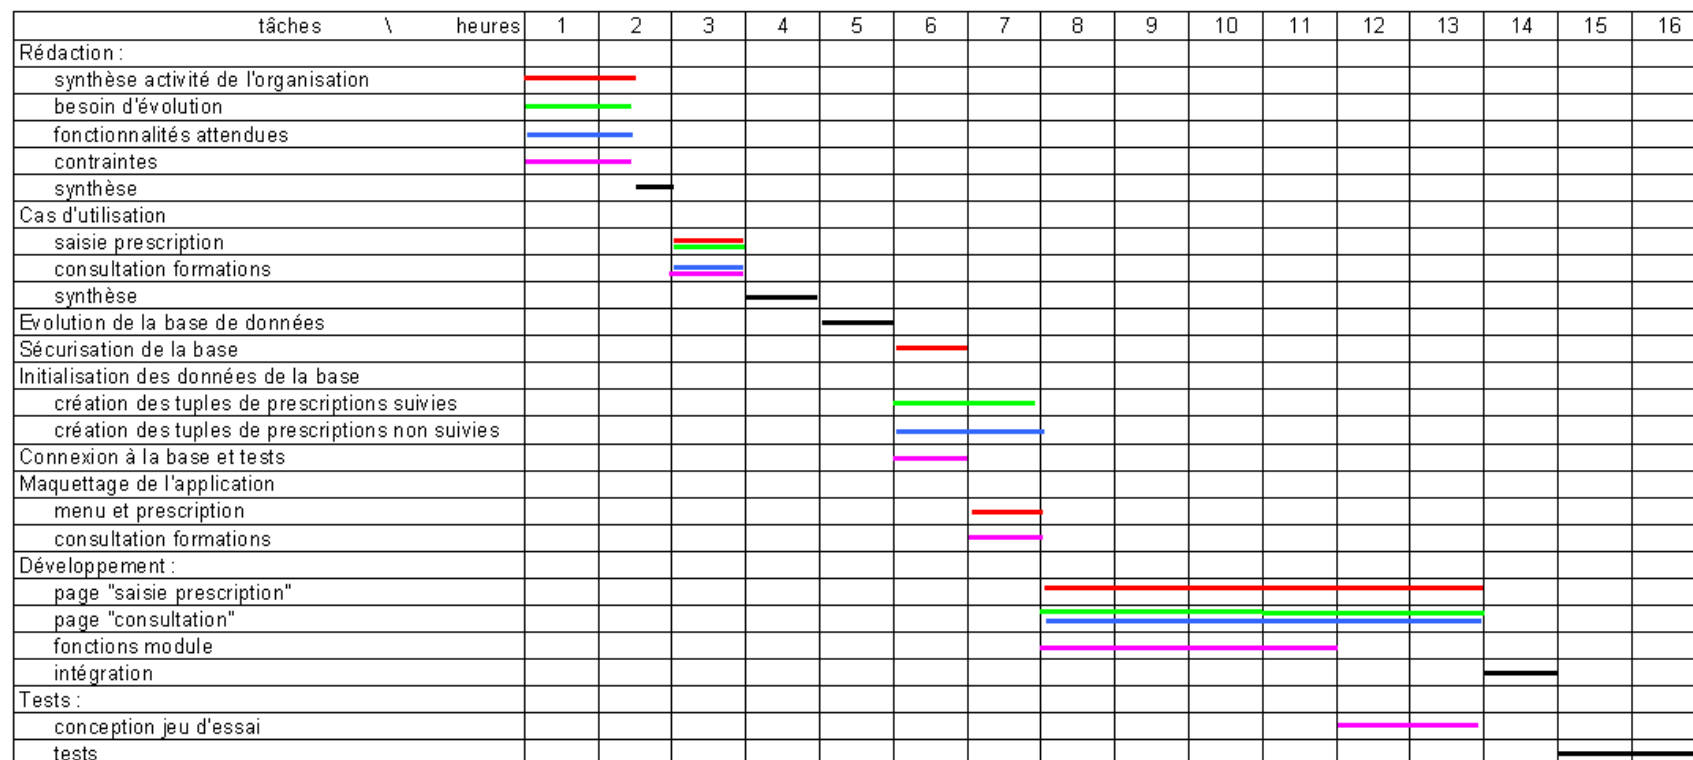 tâches \ heures 1 2 3 4 5 6 7 8 9 10 11 12 13 14 15 16
Rédaction :
synthèse activité de l'organisation
besoin d'évolution
fonctionnalités attendues
contraintes
synthèse
Cas d'utilisation
saisie prescription
consultation formations
synthèse
Evolution de la base de données
Sécurisation de la base
Initialisation des données de la base
création des tuples de prescriptions suivies
création des tuples de prescriptions non suivies
Connexion à la base et tests
Maquettage de l'application
menu et prescription
consultation formations
Développement :
page "saisie prescription"
page "consultation"
fonctions module
intégration
Tests :
conception jeu d'essai
tests